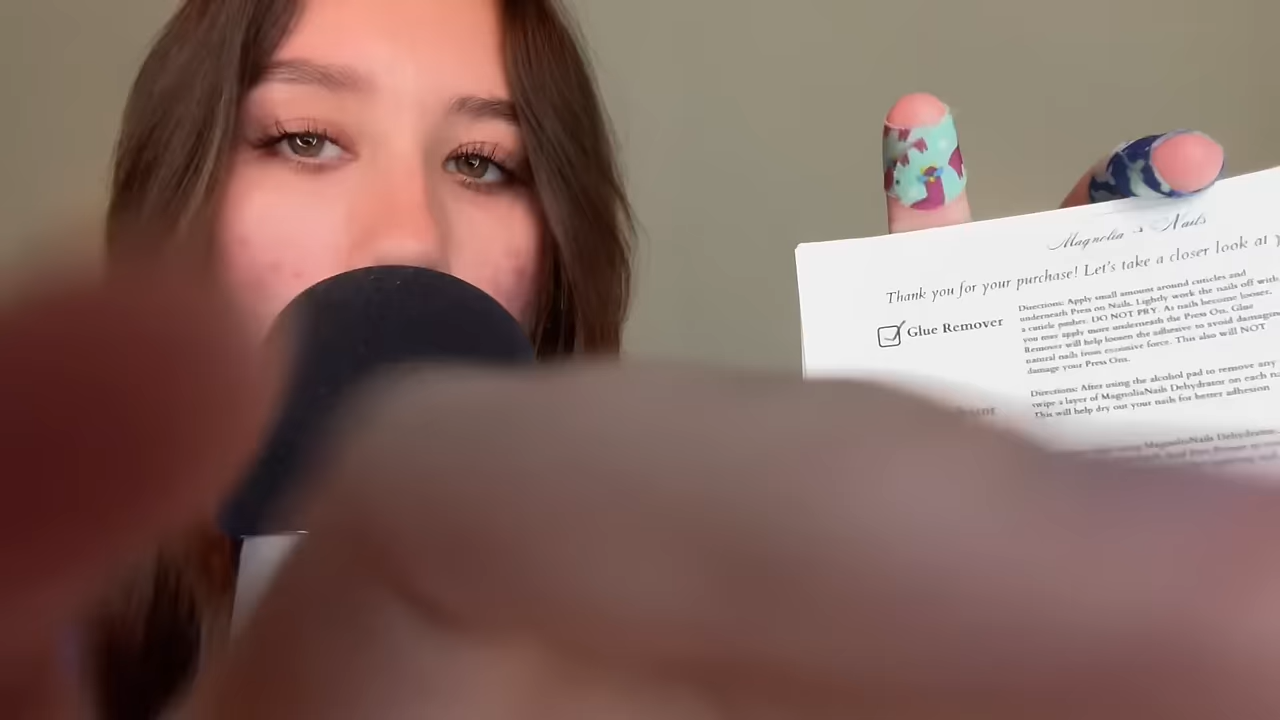 Magnolia Nails
Thank you for your purchase! Let's take a closer look at
Glue Remover
Directions: Apply small amount around cuticles and
underneath Press on Nails. Lightly work the nails off with
a cuticle pusher. DO NOT PRY. As nails become looser,
you may apply more underneath the Press On. Glue
Remover will help loosen the adhesive to avoid damaging
natural nails from excessive force. This also will NOT
damage your Press Ons.
Directions: After using the alcohol pad to remove any
swipe a layer of MagnoliaNails Dehydrator on each
This will help dry out your nails for better adhesion
MagnoliaNails Dehydrator